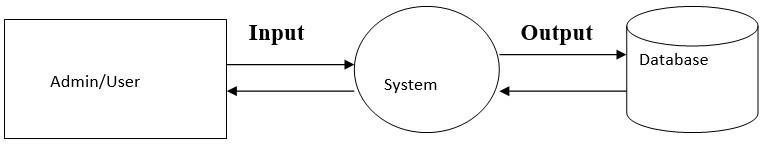 Input
Output
Admin/User
System
Database